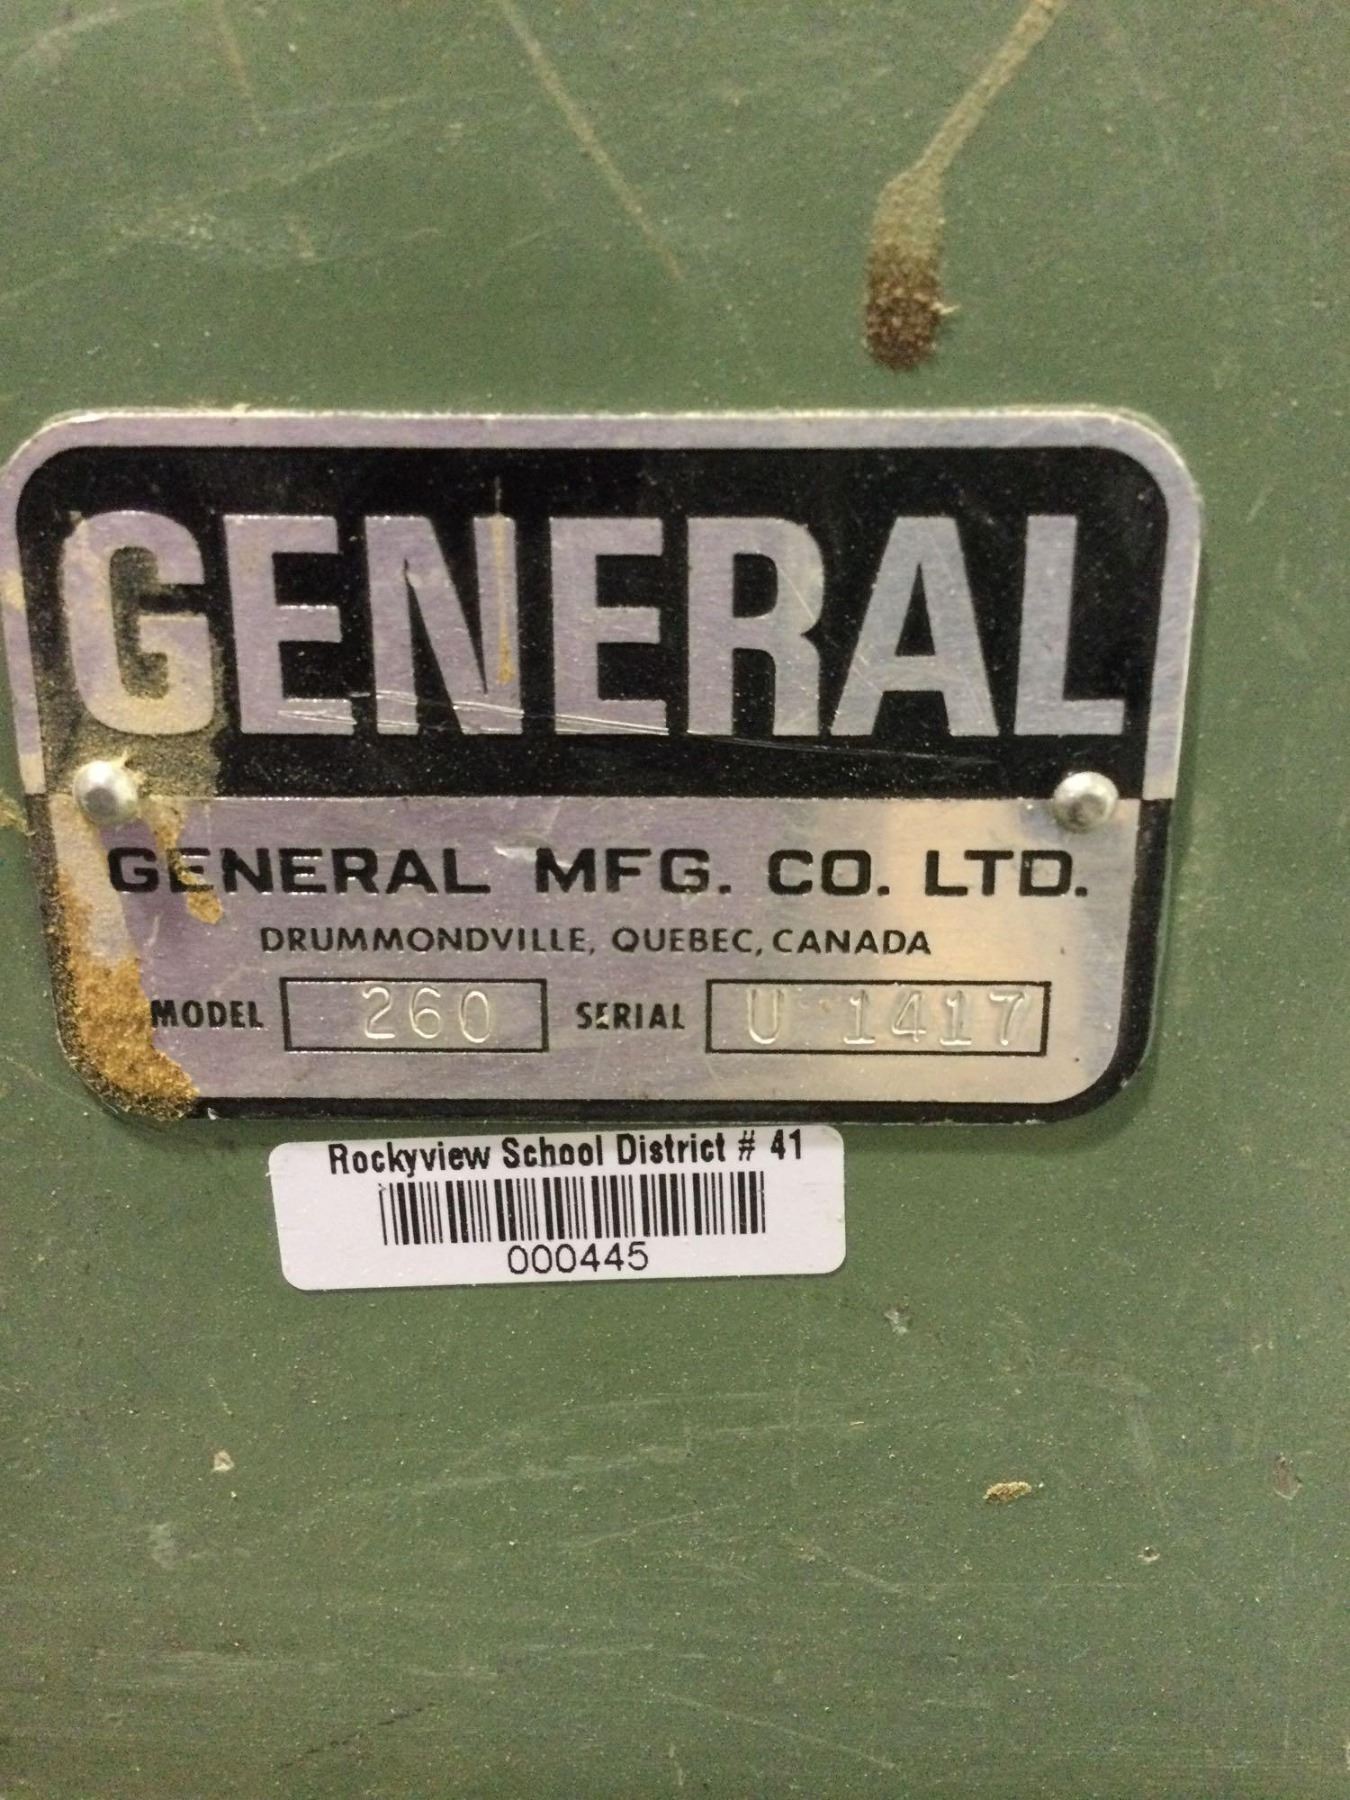 GENERAL
GENERAL MFG. CO. LTD.
DRUMMONDVILLE, QUEBEC, CANADA
MODEL 260 SERIAL U 1417
Rockyview School District # 41
000445